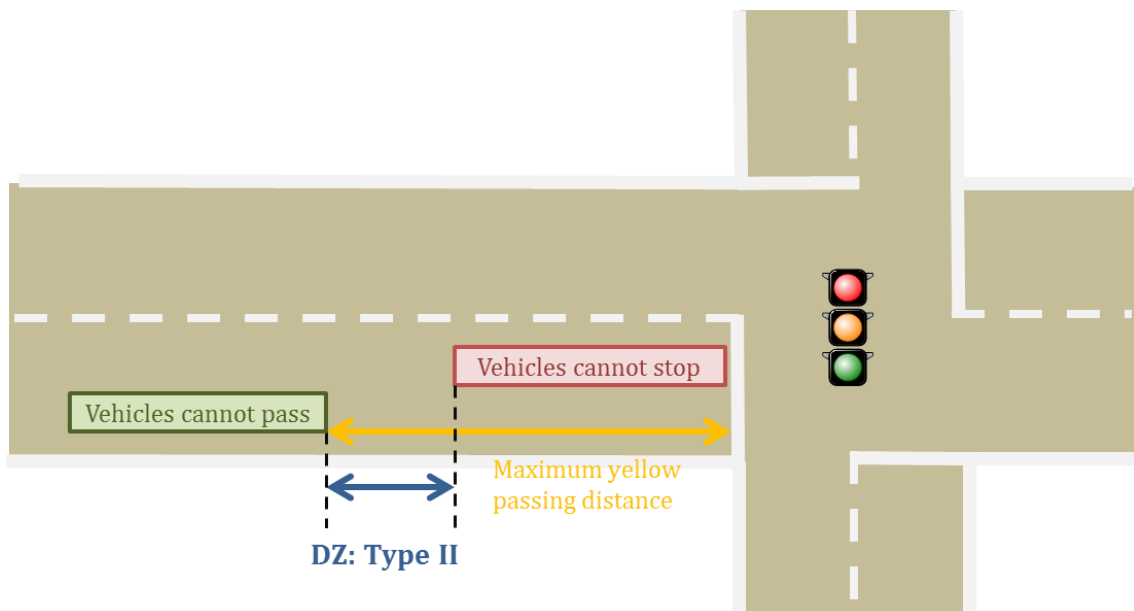 Vehicles cannot stop
Vehicles cannot pass
Maximum yellow
passing distance
DZ: Type II